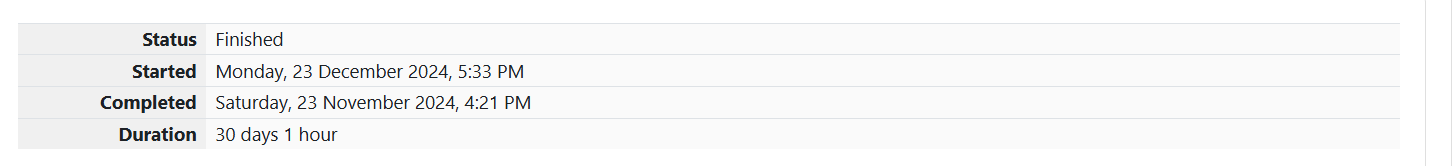 Status Finished
Started Monday, 23 December 2024, 5:33 PM
Completed Saturday, 23 November 2024, 4:21 PM
Duration 30 days 1 hour